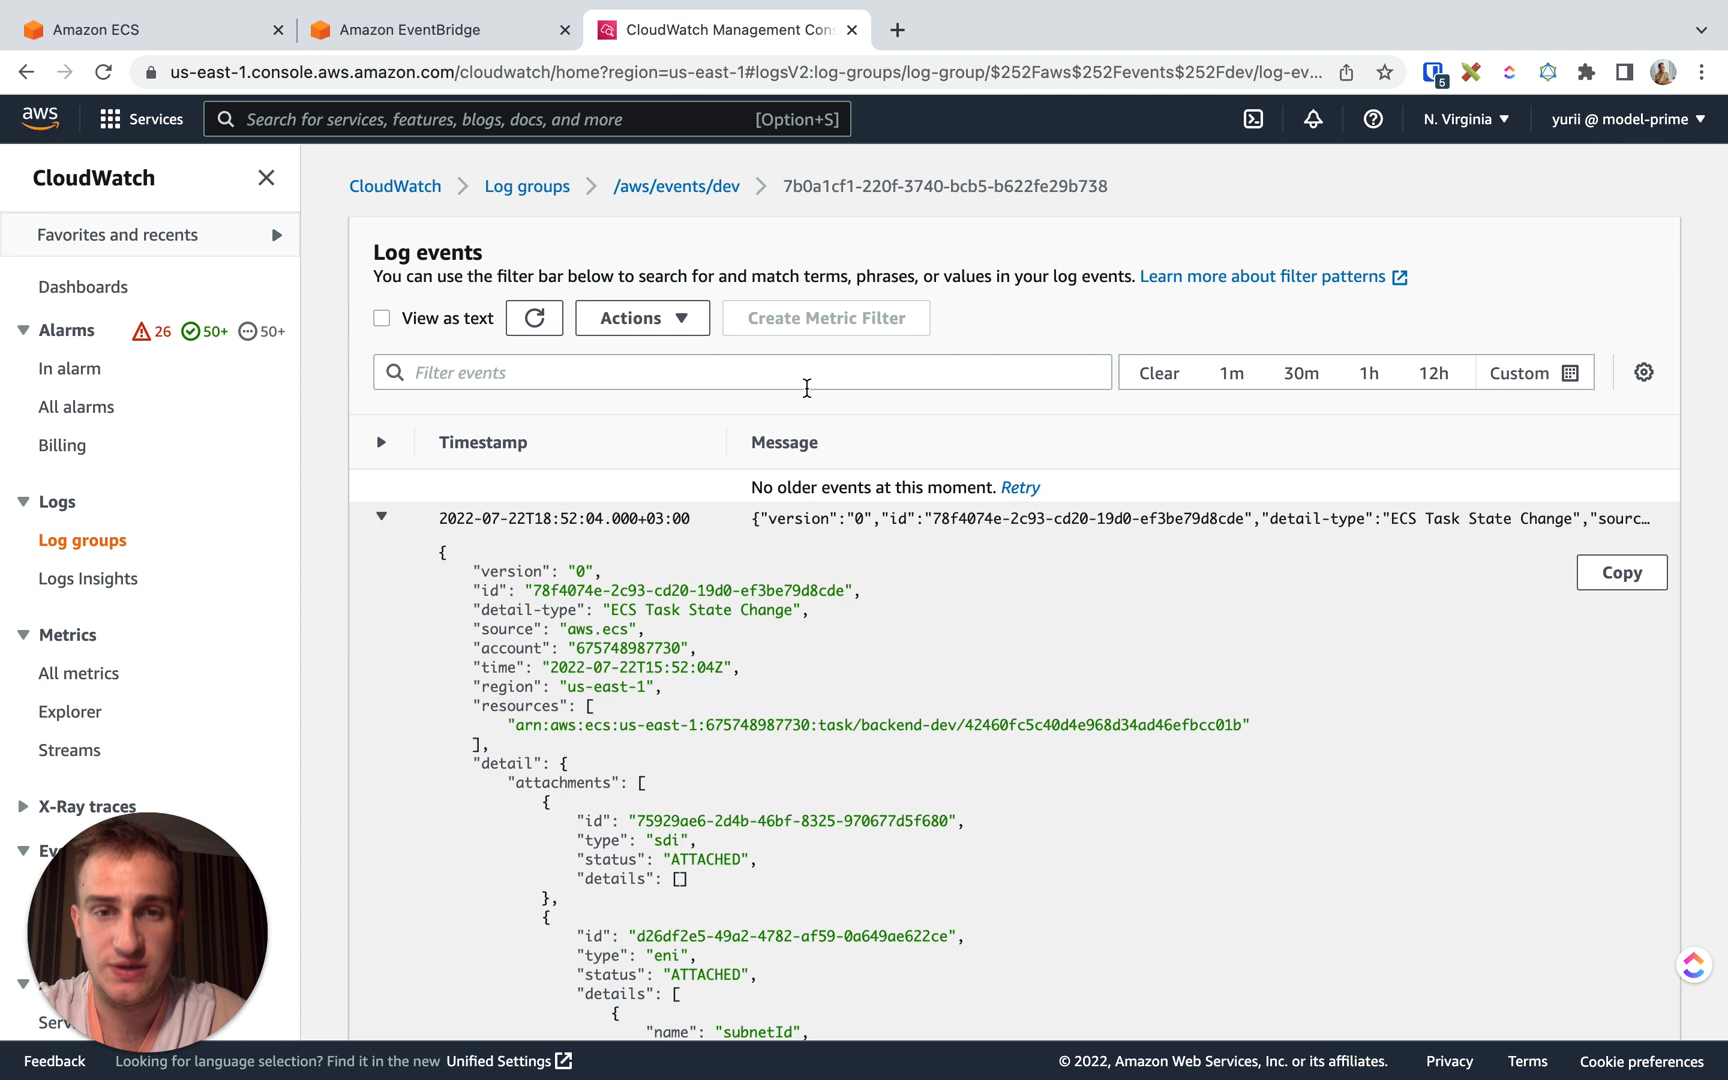 Amazon ECS
Amazon EventBridge
CloudWatch Management Con
us-east-1.console.aws.amazon.com/cloudwatch/home?region=us-east-1#logsV2:log-groups/log-group/$252Faws$252Fevents$252Fdev/log-ev...
5
aws
Services
Search for services, features, blogs, docs, and more
[Option+S]
N. Virginia
yurii @ model-prime
CloudWatch
Favorites and recents
Dashboards
Alarms
26
50+
50+
In alarm
All alarms
Billing
Logs
Log groups
Logs Insights
Metrics
All metrics
Explorer
Streams
X-Ray traces
CloudWatch
Log groups
/aws/events/dev
7b0a1cf1-220f-3740-bcb5-b622fe29b738
Log events
You can use the filter bar below to search for and match terms, phrases, or values in your log events. Learn more about filter patterns
View as text
Actions
Create Metric Filter
Filter events
Clear
1m
30m
1h
12h
Custom
Timestamp
Message
No older events at this moment. Retry
2022-07-22T18:52:04.000+03:00
{"version":"0","id":"78f4074e-2c93-cd20-19d0-ef3be79d8cde","detail-type":"ECS Task State Change","sourc...
Copy
{
"version": "0",
"id": "78f4074e-2c93-cd20-19d0-ef3be79d8cde",
"detail-type": "ECS Task State Change",
"source": "aws.ecs",
"account": "675748987730",
"time": "2022-07-22T15:52:04Z",
"region": "us-east-1",
"resources": [
"arn:aws:ecs:us-east-1:675748987730:task/backend-dev/42460fc5c40d4e968d34ad46efbcc01b"
],
"detail": {
"attachments": [
{
"id": "75929ae6-2d4b-46bf-8325-970677d5f680",
"type": "sdi",
"status": "ATTACHED",
"details": []
},
{
"id": "d26df2e5-49a2-4782-af59-0a649ae622ce",
"type": "eni",
"status": "ATTACHED",
"details": [
{
"name": "subnetId",
Feedback
Looking for language selection? Find it in the new Unified Settings
© 2022, Amazon Web Services, Inc. or its affiliates.
Privacy
Terms
Cookie preferences